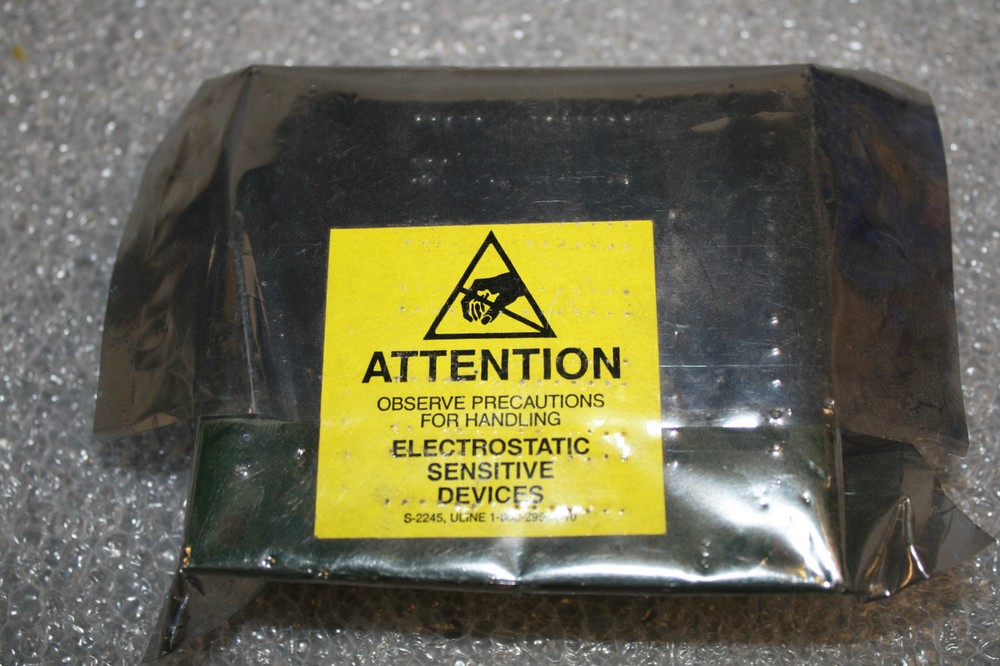 ATTENTION
OBSERVE PRECAUTIONS
FOR HANDLING
ELECTROSTATIC
SENSITIVE
DEVICES
S-2245, ULINE